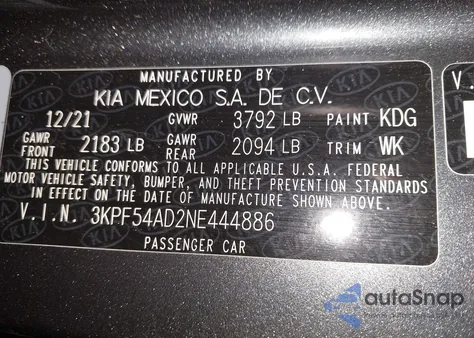 MANUFACTURED BY
KIA MEXICO S.A. DE C.V.
12/21 GVWR 3792 LB PAINT KDG
GAWR FRONT 2183 LB GAWR REAR 2094 LB TRIM WK
THIS VEHICLE CONFORMS TO ALL APPLICABLE U.S.A. FEDERAL
MOTOR VEHICLE SAFETY, BUMPER, AND THEFT PREVENTION STANDARDS
IN EFFECT ON THE DATE OF MANUFACTURE SHOWN ABOVE.
V.I.N. 3KPF54AD2NE444886
PASSENGER CAR
V.
autaSnap